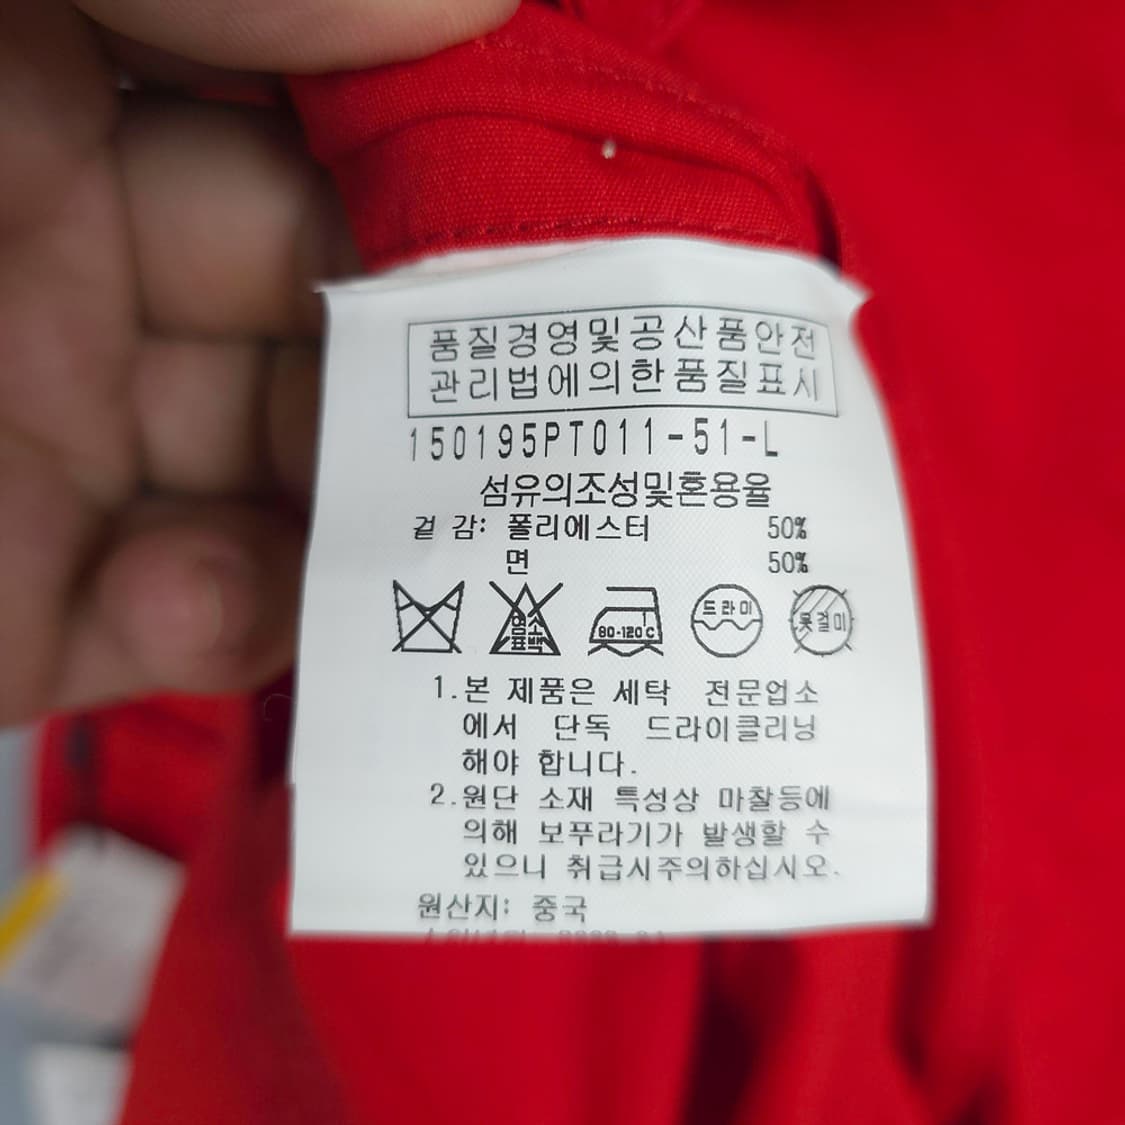 품질경영및공산품안전
관리법에의한품질표시
150195PT011-51-L
섬유의조성및혼용율
겉 감: 폴리에스터 50%
면 50%
염소
표백
80-120℃
드라이
옷걸이
1.본 제품은 세탁 전문업소
에서 단독 드라이클리닝
해야 합니다.
2.원단 소재 특성상 마찰등에
의해 보푸라기가 발생할 수
있으니 취급시주의하십시오.
원산지: 중국